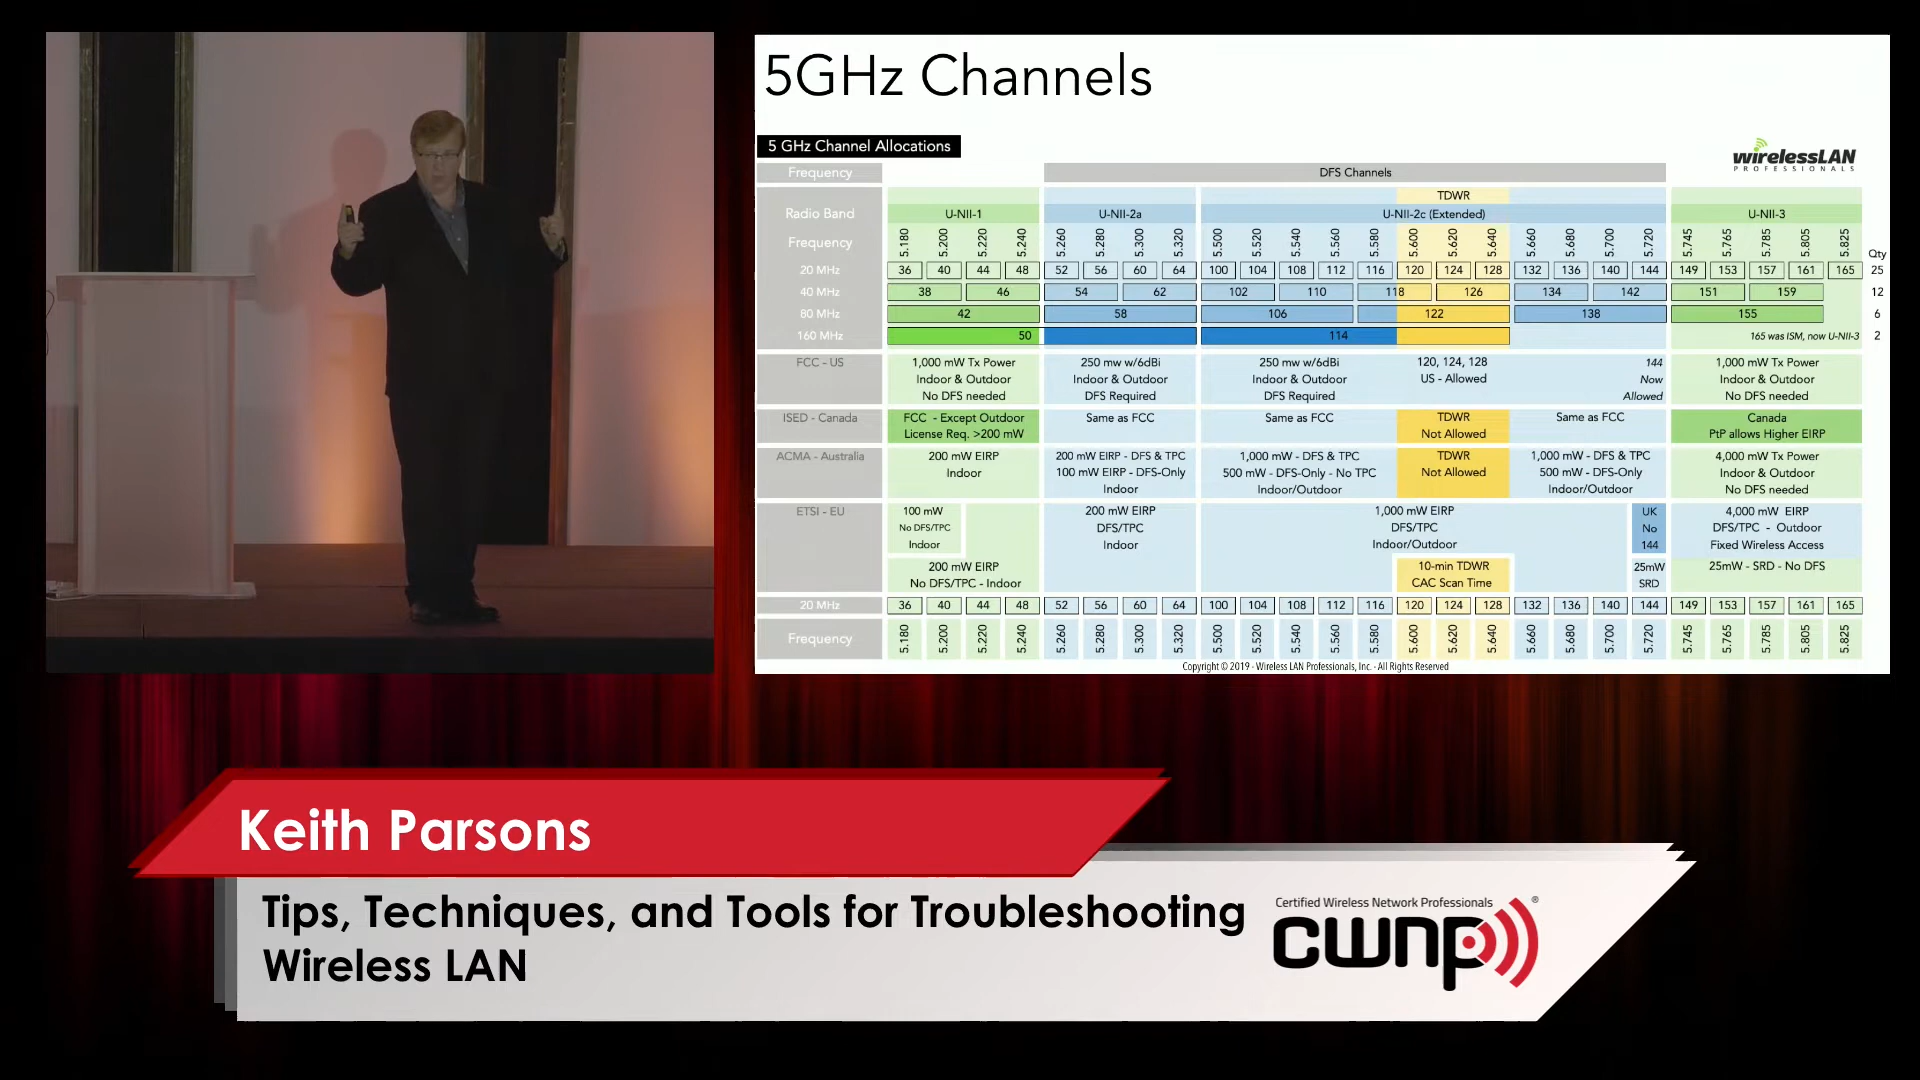 5GHz Channels
5 GHz Channel Allocations
wirelessLAN
PROFESSIONALS
Frequency DFS Channels
TDWR
Radio Band U-NII-1 U-NII-2a U-NII-2c (Extended) U-NII-3
Frequency 5.180 5.200 5.220 5.240 5.260 5.280 5.300 5.320 5.500 5.520 5.540 5.560 5.580 5.600 5.620 5.640 5.660 5.680 5.700 5.720 5.745 5.765 5.785 5.805 5.825 Qty
20 MHz 36 40 44 48 52 56 60 64 100 104 108 112 116 120 124 128 132 136 140 144 149 153 157 161 165 25
40 MHz 38 46 54 62 102 110 118 126 134 142 151 159 12
80 MHz 42 58 106 122 138 155 6
160 MHz 50 114 165 was ISM, now U-NII-3 2
FCC - US 1,000 mW Tx Power 250 mw w/6dBi 250 mw w/6dBi 120, 124, 128 144 1,000 mW Tx Power
Indoor & Outdoor Indoor & Outdoor Indoor & Outdoor US - Allowed Now Indoor & Outdoor
No DFS needed DFS Required DFS Required Allowed No DFS needed
ISED - Canada FCC - Except Outdoor Same as FCC Same as FCC TDWR Same as FCC Canada
License Req. >200 mW Not Allowed PtP allows Higher EIRP
ACMA - Australia 200 mW EIRP 200 mW EIRP - DFS & TPC 1,000 mW - DFS & TPC TDWR 1,000 mW - DFS & TPC 4,000 mW Tx Power
Indoor 100 mW EIRP - DFS-Only 500 mW - DFS-Only - No TPC Not Allowed 500 mW - DFS-Only Indoor & Outdoor
Indoor Indoor/Outdoor Indoor/Outdoor No DFS needed
ETSI - EU 100 mW 200 mW EIRP 1,000 mW EIRP UK 4,000 mW EIRP
No DFS/TPC DFS/TPC DFS/TPC No DFS/TPC - Outdoor
Indoor Indoor Indoor/Outdoor 144 Fixed Wireless Access
200 mW EIRP 10-min TDWR 25mW 25mW - SRD - No DFS
No DFS/TPC - Indoor CAC Scan Time SRD
20 MHz 36 40 44 48 52 56 60 64 100 104 108 112 116 120 124 128 132 136 140 144 149 153 157 161 165
Frequency 5.180 5.200 5.220 5.240 5.260 5.280 5.300 5.320 5.500 5.520 5.540 5.560 5.580 5.600 5.620 5.640 5.660 5.680 5.700 5.720 5.745 5.765 5.785 5.805 5.825
Copyright © 2019 - Wireless LAN Professionals, Inc. - All Rights Reserved
Keith Parsons
Tips, Techniques, and Tools for Troubleshooting
Wireless LAN
Certified Wireless Network Professionals ®
cwnp